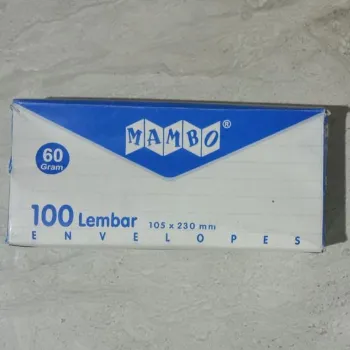 MAMBO®
60
Gram
100 Lembar 105 x 230 mm
ENVELOPES